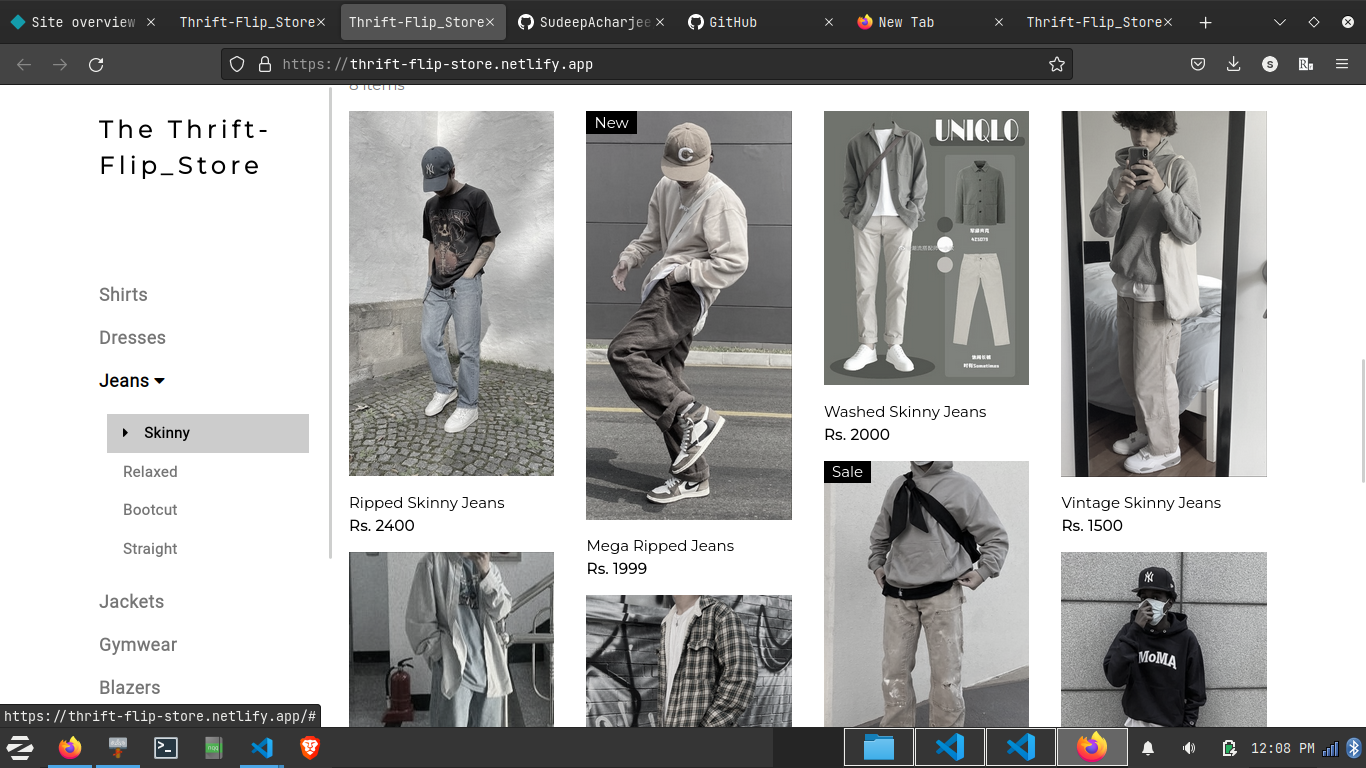 Site overview
Thrift-Flip_Store
Thrift-Flip_Store
SudeepAcharjee
GitHub
New Tab
Thrift-Flip_Store
https://thrift-flip-store.netlify.app
S
8 items
The Thrift-
Flip_Store
Shirts
Dresses
Jeans
Skinny
Relaxed
Bootcut
Straight
Jackets
Gymwear
Blazers
New
UNIQLO
Washed Skinny Jeans
Rs. 2000
Ripped Skinny Jeans
Rs. 2400
Mega Ripped Jeans
Rs. 1999
Sale
Vintage Skinny Jeans
Rs. 1500
MoMA
https://thrift-flip-store.netlify.app/#
12:08 PM